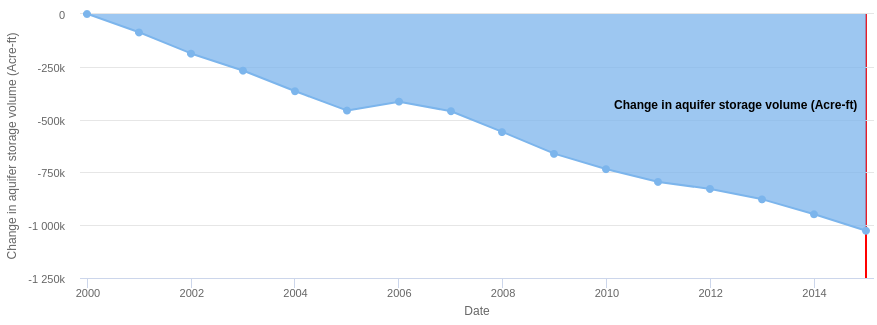 0
-250k
-500k
-750k
-1 000k
-1 250k
Change in aquifer storage volume (Acre-ft)
Change in aquifer storage volume (Acre-ft)
2000 2002 2004 2006 2008 2010 2012 2014
Date